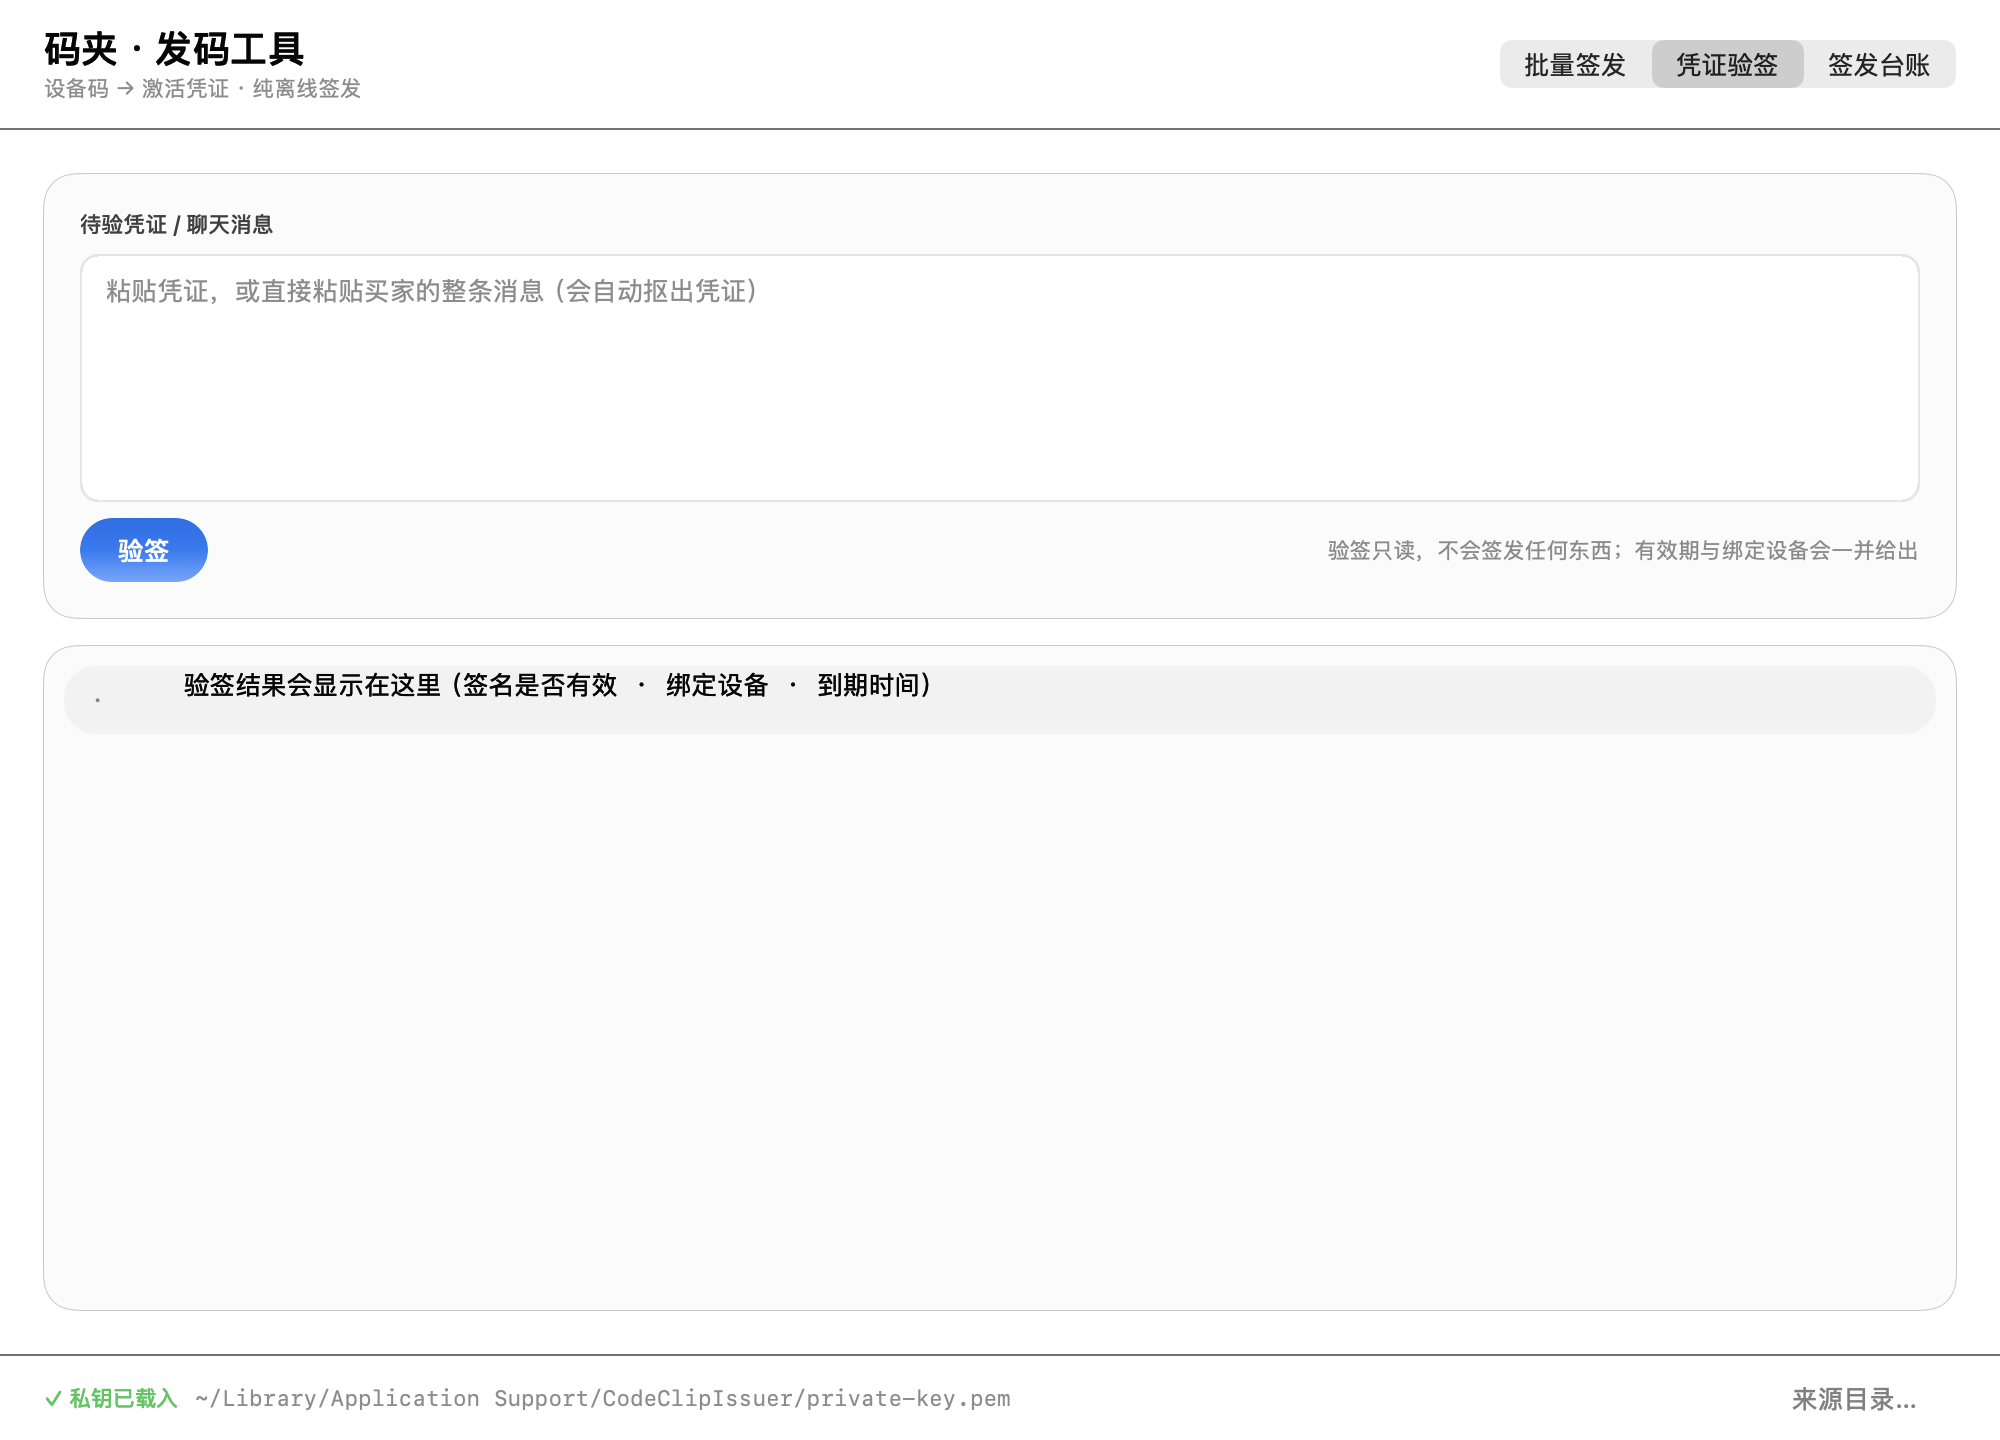 码夹 · 发码工具
设备码 → 激活凭证 · 纯离线签发
批量签发 凭证验签 签发台账
待验凭证 / 聊天消息
粘贴凭证，或直接粘贴买家的整条消息（会自动抠出凭证）
验签
验签只读，不会签发任何东西；有效期与绑定设备会一并给出
· 验签结果会显示在这里（签名是否有效 · 绑定设备 · 到期时间）
✓ 私钥已载入 ~/Library/Application Support/CodeClipIssuer/private-key.pem
来源目录...